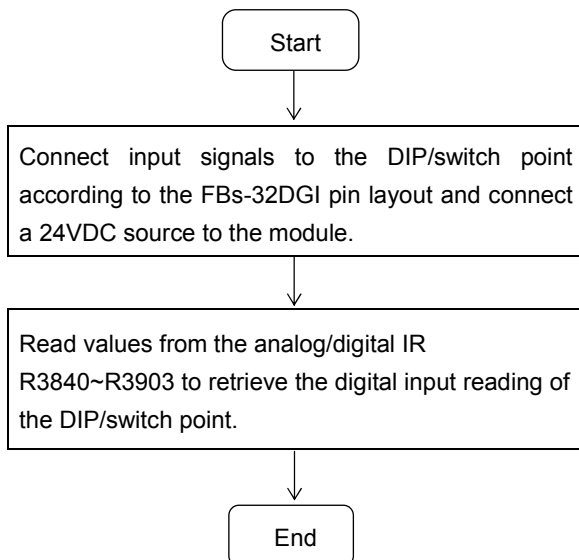 Start
Connect input signals to the DIP/switch point
according to the FBs-32DGI pin layout and connect
a 24VDC source to the module.
Read values from the analog/digital IR
R3840~R3903 to retrieve the digital input reading of
the DIP/switch point.
End